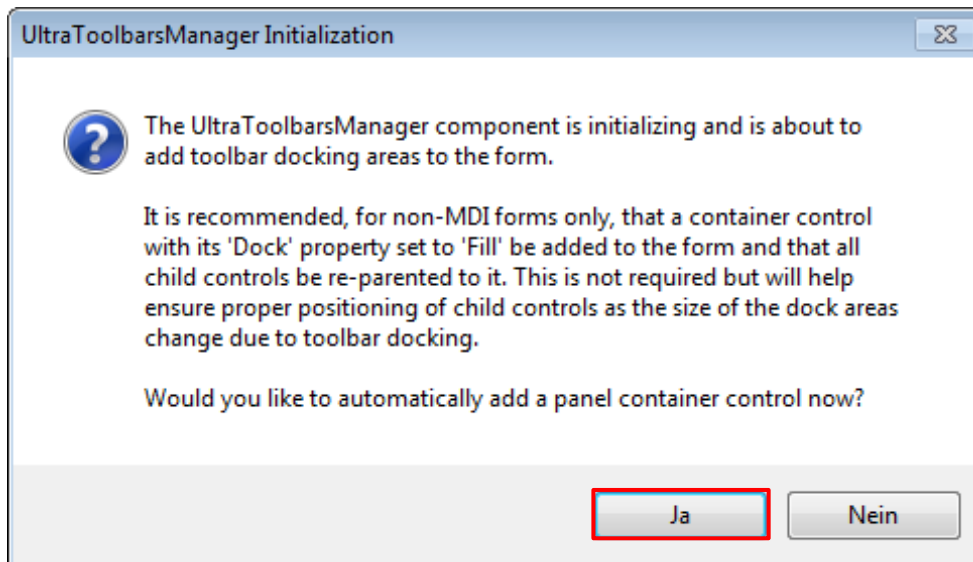 UltraToolbarsManager Initialization
The UltraToolbarsManager component is initializing and is about to
add toolbar docking areas to the form.
It is recommended, for non-MDI forms only, that a container control
with its 'Dock' property set to 'Fill' be added to the form and that all
child controls be re-parented to it. This is not required but will help
ensure proper positioning of child controls as the size of the dock areas
change due to toolbar docking.
Would you like to automatically add a panel container control now?
Ja
Nein